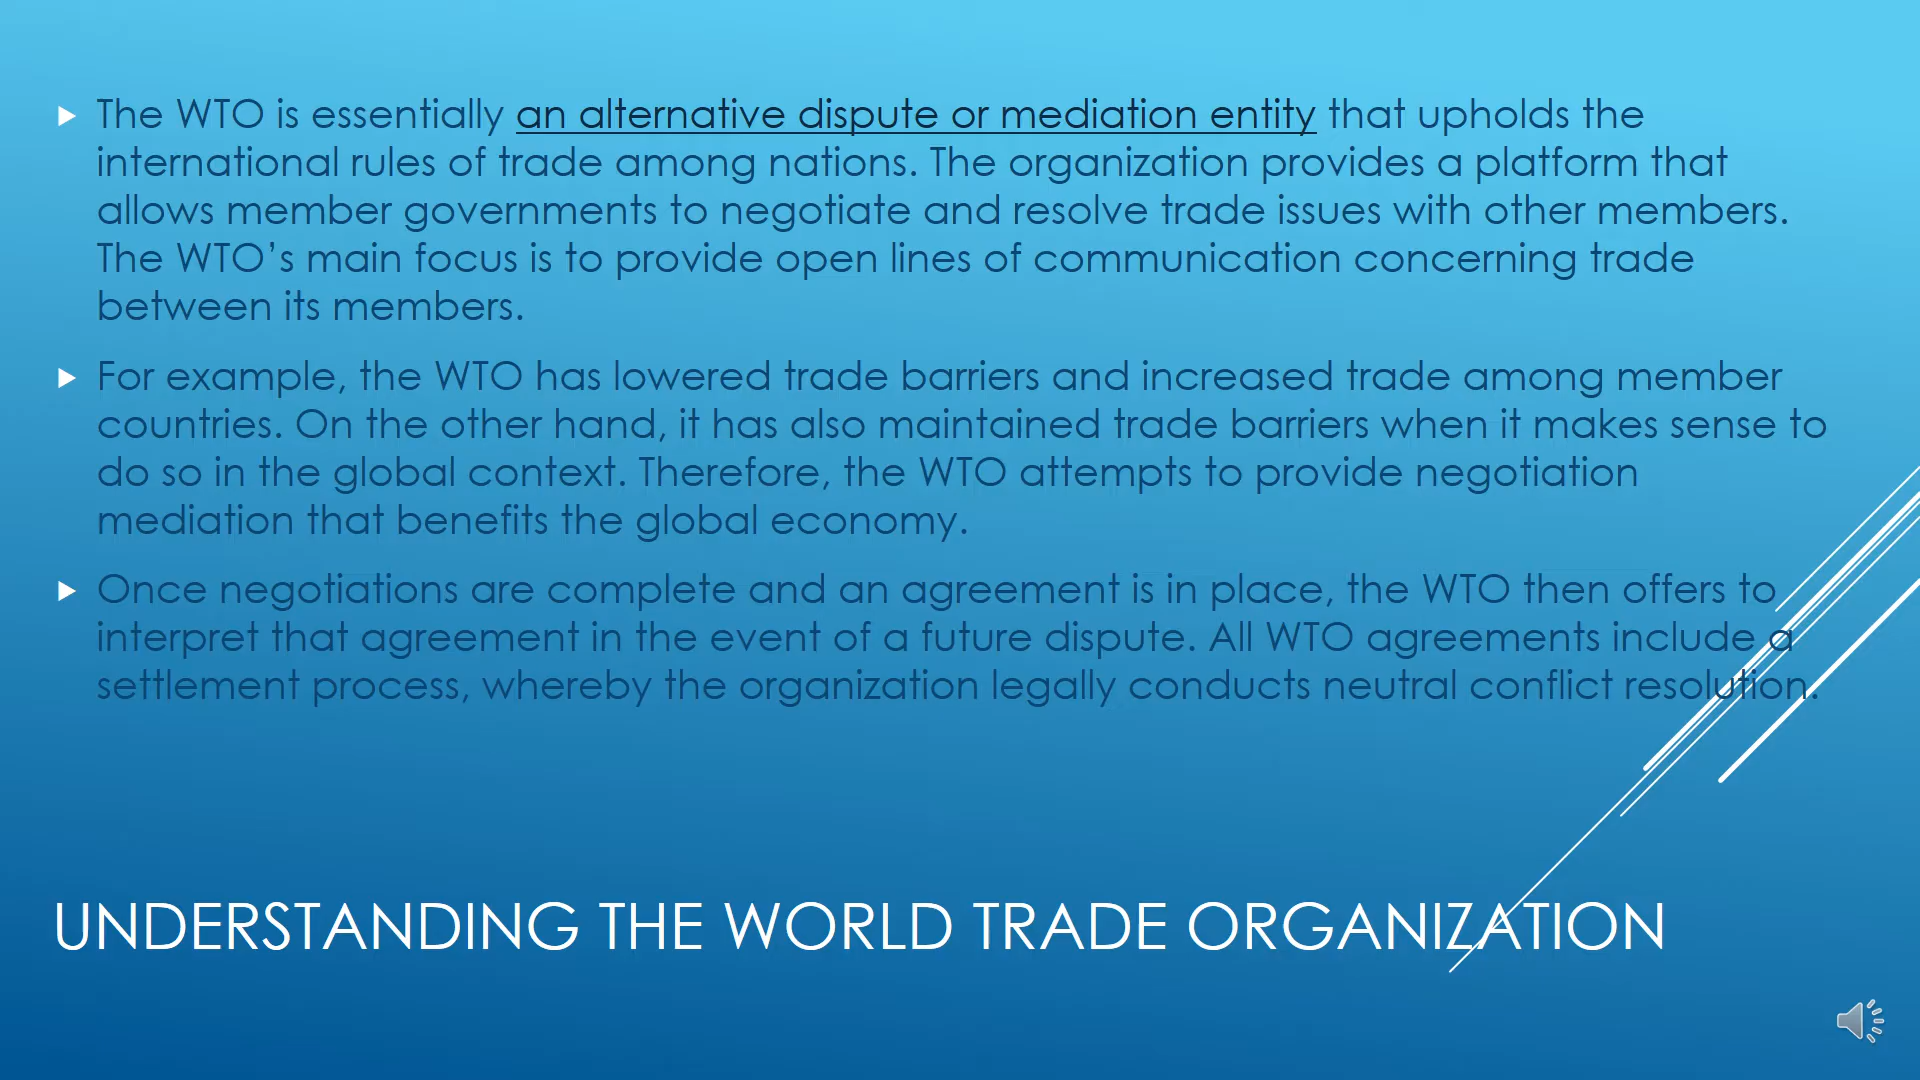 The WTO is essentially an alternative dispute or mediation entity that upholds the
international rules of trade among nations. The organization provides a platform that
allows member governments to negotiate and resolve trade issues with other members.
The WTO’s main focus is to provide open lines of communication concerning trade
between its members.
For example, the WTO has lowered trade barriers and increased trade among member
countries. On the other hand, it has also maintained trade barriers when it makes sense to
do so in the global context. Therefore, the WTO attempts to provide negotiation
mediation that benefits the global economy.
Once negotiations are complete and an agreement is in place, the WTO then offers to
interpret that agreement in the event of a future dispute. All WTO agreements include a
settlement process, whereby the organization legally conducts neutral conflict resolution.
UNDERSTANDING THE WORLD TRADE ORGANIZATION